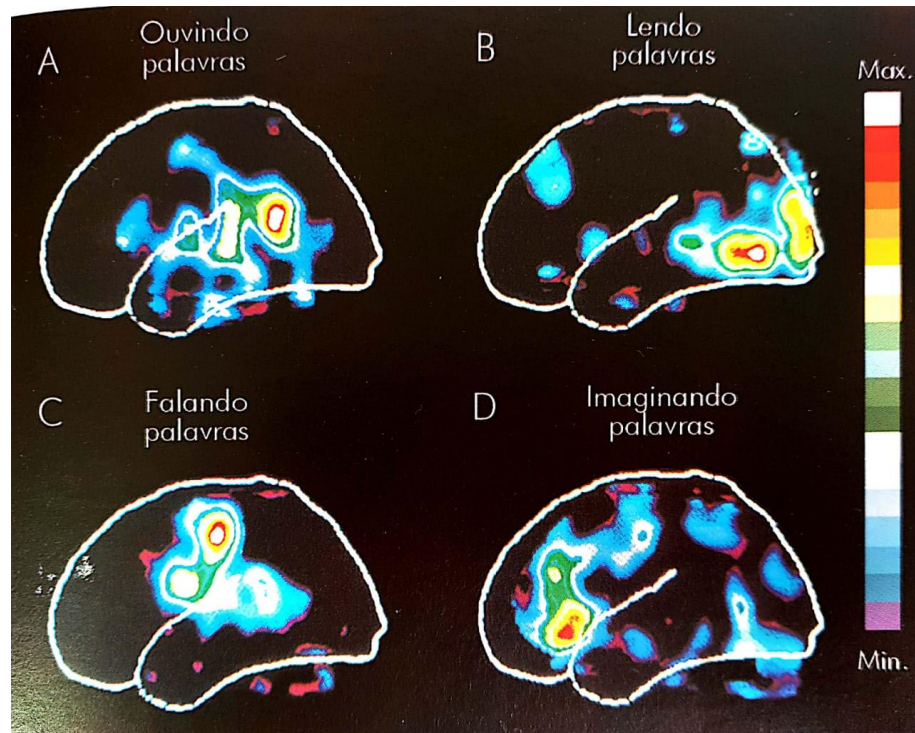 A
Ouvindo
palavras
B
Lendo
palavras
Max.
C
Falando
palavras
D
Imaginando
palavras
Min.